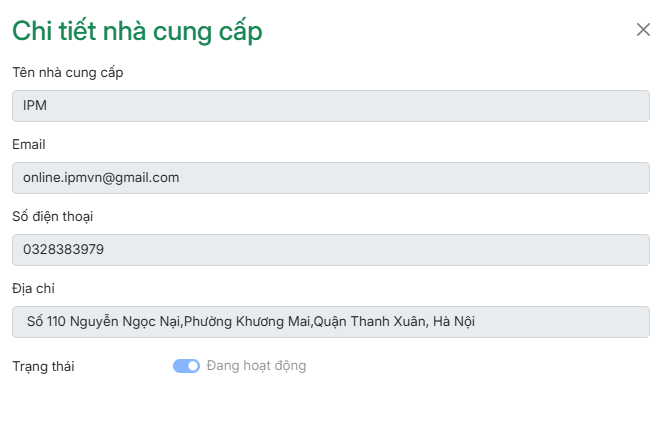 Chi tiết nhà cung cấp
Tên nhà cung cấp
IPM
Email
online.ipmvn@gmail.com
Số điện thoại
0328383979
Địa chỉ
Số 110 Nguyễn Ngọc Nại,Phường Khương Mai,Quận Thanh Xuân, Hà Nội
Trạng thái Đang hoạt động